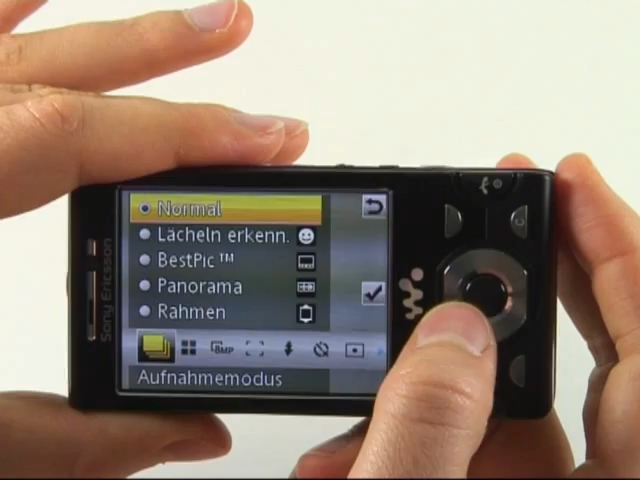 Normal
Lächeln erkenn.
BestPic™
Panorama
Rahmen
8MP
Aufnahmemodus
Sony Ericsson
C